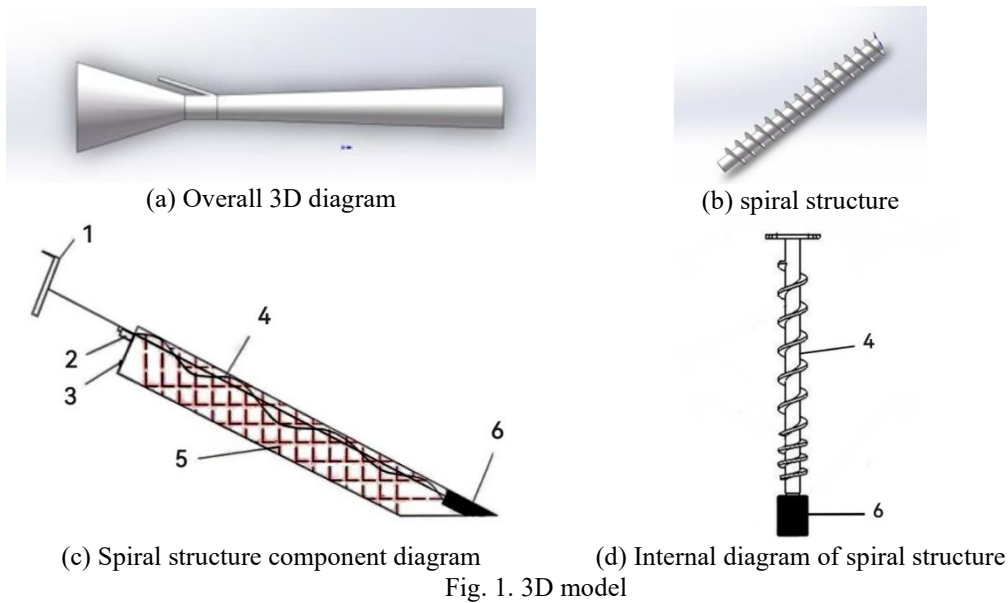 (a) Overall 3D diagram
(b) spiral structure
1
2
3
4
5
6
4
6
(c) Spiral structure component diagram
(d) Internal diagram of spiral structure
Fig. 1. 3D model